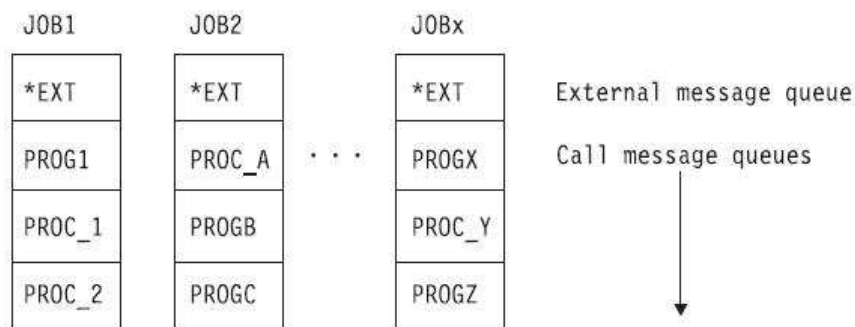 JOB1 JOB2 JOBx
*EXT *EXT *EXT External message queue
PROG1 PROC_A . . . PROGX Call message queues
PROC_1 PROGB PROC_Y
PROC_2 PROGC PROGZ